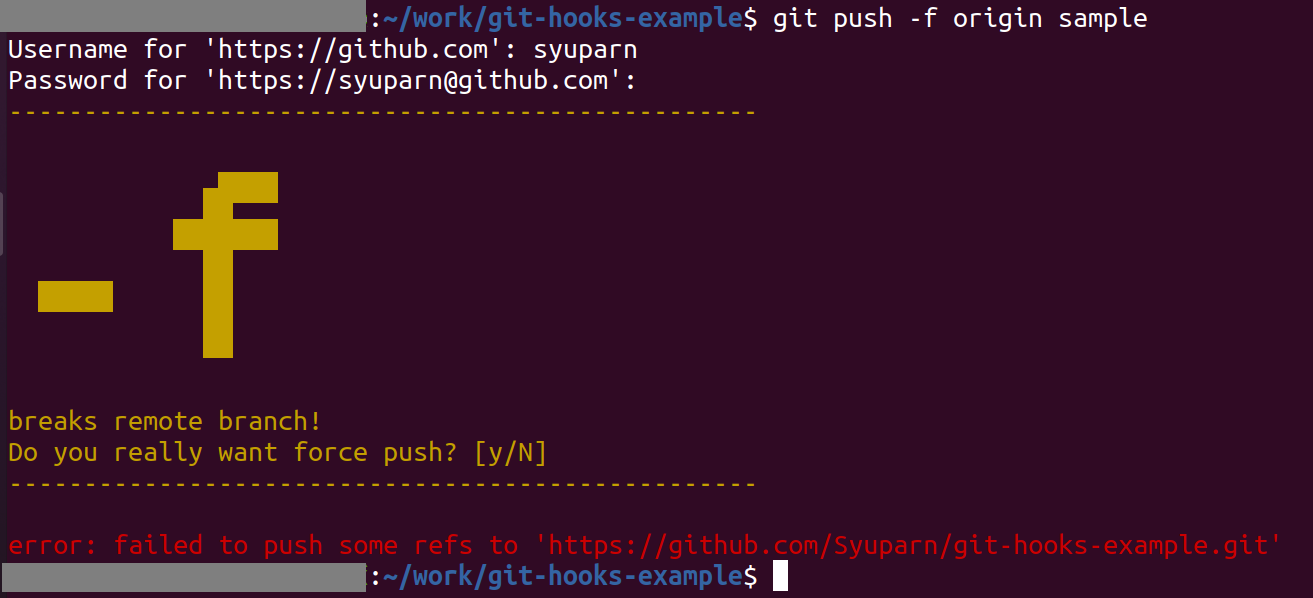 :~/work/git-hooks-example$ git push -f origin sample
Username for 'https://github.com': syuparn
Password for 'https://syuparn@github.com':
--------------------------------------------------
-f
breaks remote branch!
Do you really want force push? [y/N]
--------------------------------------------------
error: failed to push some refs to 'https://github.com/Syuparn/git-hooks-example.git'
:~/work/git-hooks-example$